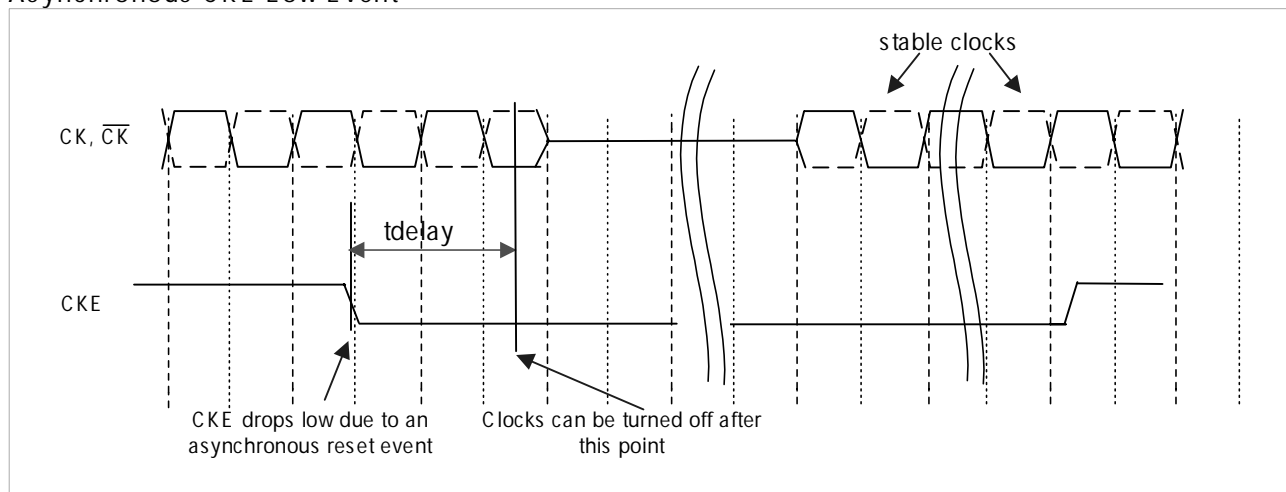 Asynchronous CKE Low Event
stable clocks
CK, CK
tdelay
CKE
CKE drops low due to an
asynchronous reset event
Clocks can be turned off after
this point